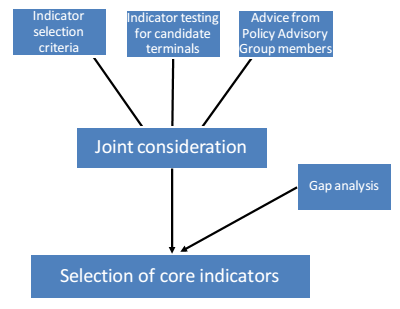 Indicator
selection
criteria
Indicator testing
for candidate
terminals
Advice from
Policy Advisory
Group members
Joint consideration
Gap analysis
Selection of core indicators